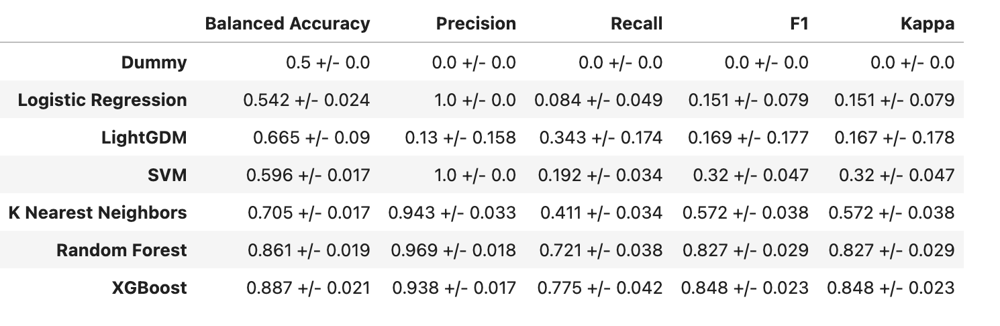 Balanced Accuracy Precision Recall F1 Kappa
Dummy 0.5 +/- 0.0 0.0 +/- 0.0 0.0 +/- 0.0 0.0 +/- 0.0 0.0 +/- 0.0
Logistic Regression 0.542 +/- 0.024 1.0 +/- 0.0 0.084 +/- 0.049 0.151 +/- 0.079 0.151 +/- 0.079
LightGDM 0.665 +/- 0.09 0.13 +/- 0.158 0.343 +/- 0.174 0.169 +/- 0.177 0.167 +/- 0.178
SVM 0.596 +/- 0.017 1.0 +/- 0.0 0.192 +/- 0.034 0.32 +/- 0.047 0.32 +/- 0.047
K Nearest Neighbors 0.705 +/- 0.017 0.943 +/- 0.033 0.411 +/- 0.034 0.572 +/- 0.038 0.572 +/- 0.038
Random Forest 0.861 +/- 0.019 0.969 +/- 0.018 0.721 +/- 0.038 0.827 +/- 0.029 0.827 +/- 0.029
XGBoost 0.887 +/- 0.021 0.938 +/- 0.017 0.775 +/- 0.042 0.848 +/- 0.023 0.848 +/- 0.023